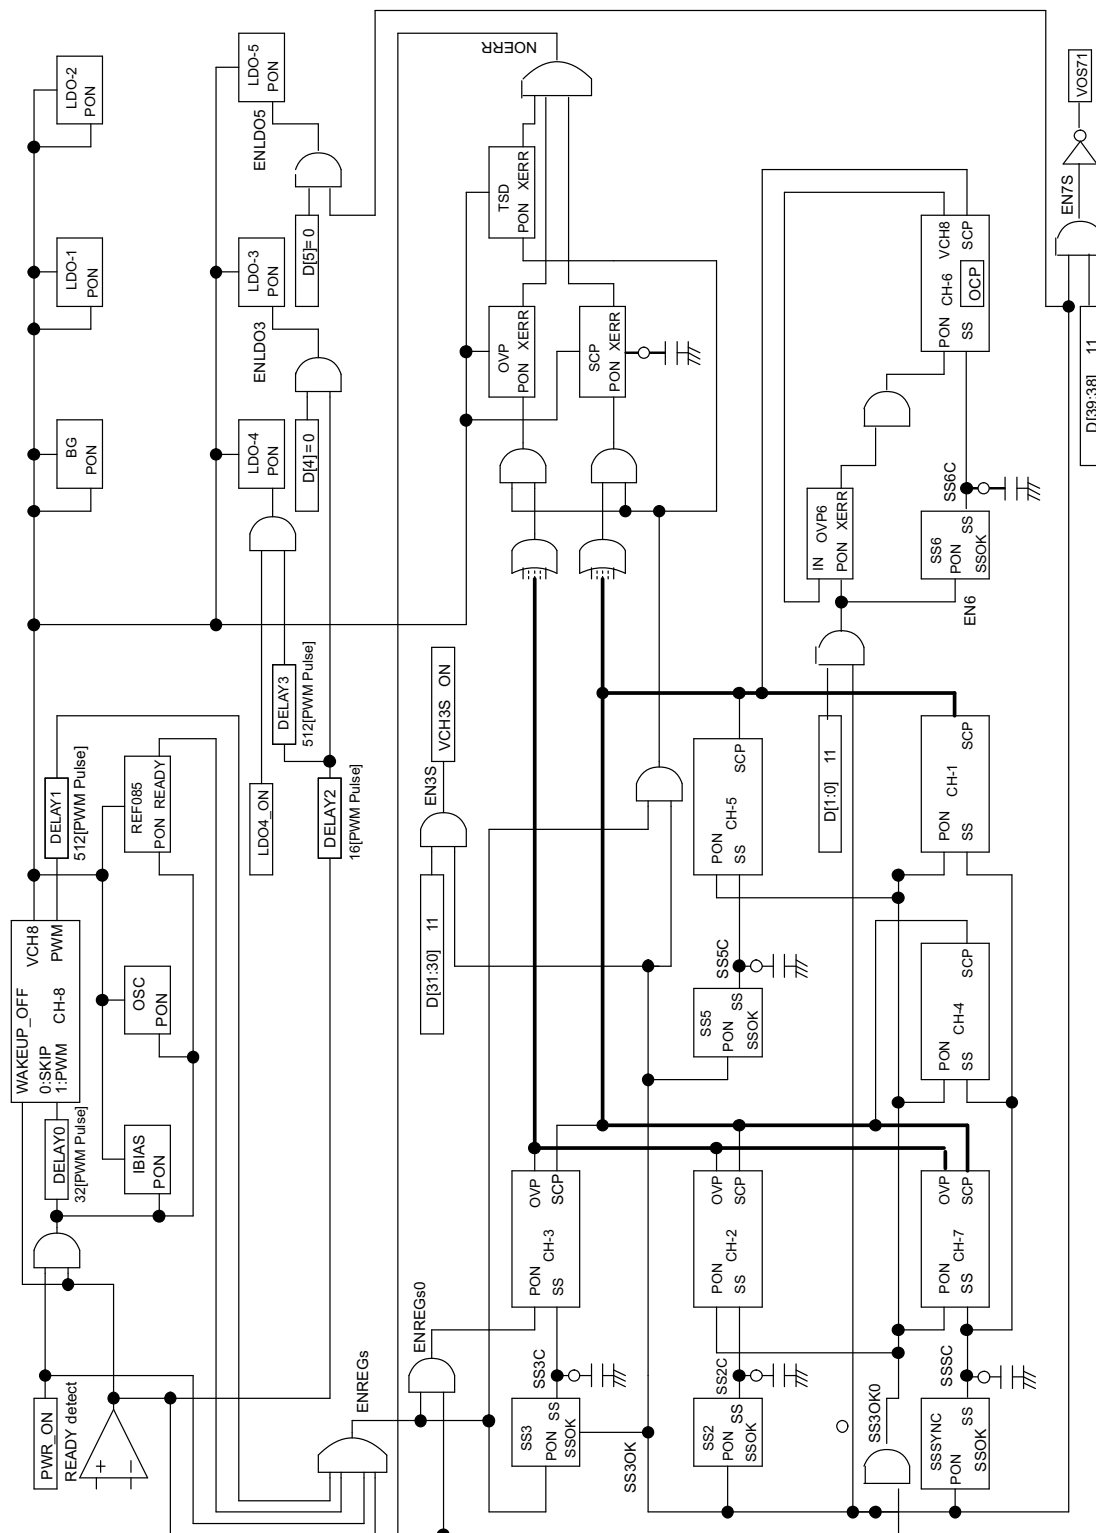 LDO-2
PON
LDO-1
PON
BG
PON
LDO-5
PON
ENLDO5
D[5]= 0
LDO-3
PON
ENLDO3
D[4] = 0
LDO-4
PON
NOERR
TSD
PON XERR
OVP
PON XERR
SCP
PON XERR
VOS71
EN7S
D[39:38] 11
VCH8
SCP
CH-6
OCP
PON
SS
IN OVP6
PON XERR
SS6C
SS6
PON
SS
SSOK
EN6
D[1:0] 11
DELAY3
512[PWM Pulse]
DELAY2
16[PWM Pulse]
LDO4_ON
DELAY1
512[PWM Pulse]
REF085
PON READY
WAKEUP_OFF
0:SKIP
1:PWM
CH-8
VCH8
PWM
DELAY0
32[PWM Pulse]
OSC
PON
IBIAS
PON
PWR_ON
READY detect
+
−
VCH3S ON
EN3S
D[31:30] 11
ENREGs
ENREGs0
SCP
CH-5
PON
SS
SS5C
SS5
PON
SS
SSOK
SCP
CH-1
PON
SS
SCP
CH-4
PON
SS
OVP
SCP
CH-3
PON
SS
SS3C
SS3
PON
SS
SSOK
SS3OK
OVP
SCP
CH-2
PON
SS
SS2C
SS2
PON
SS
SSOK
SS3OK0
OVP
SCP
CH-7
PON
SS
SSSC
SSSYNC
PON
SS
SSOK